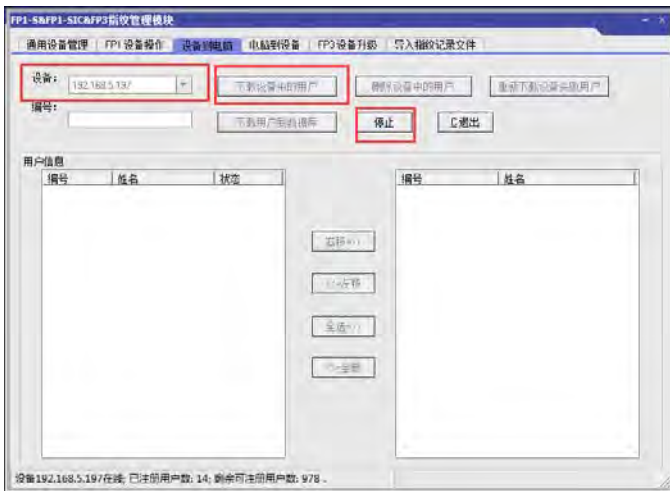 FP1-S&FP1-SIC&FP3指纹管理模块
通用设备管理 FP1 设备操作 设备到电脑 电脑到设备 FP3设备升级 导入指纹记录文件
设备： 192.168.5.197 下载设备中的用户 删除设备中的用户 重新下载设备失败用户
编号： 下载用户到数据库 停止 C退出
用户信息
编号 姓名 状态 编号 姓名
右移
左移
全选
设备192.168.5.197在线; 已注册用户数: 14; 剩余可注册用户数: 978 .